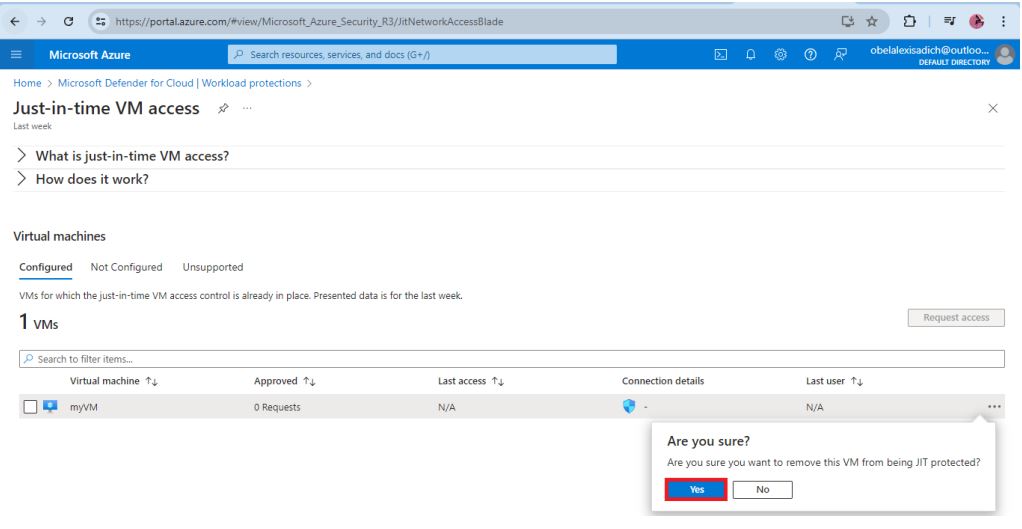 https://portal.azure.com/#view/Microsoft_Azure_Security_R3/JitNetworkAccessBlade
Microsoft Azure
Search resources, services, and docs (G+/)
obelalexisadich@outloo...
DEFAULT DIRECTORY
Home > Microsoft Defender for Cloud | Workload protections >
Just-in-time VM access
Last week
What is just-in-time VM access?
How does it work?
Virtual machines
Configured Not Configured Unsupported
VMs for which the just-in-time VM access control is already in place. Presented data is for the last week.
1 VMs
Request access
Search to filter items...
Virtual machine ↑↓ Approved ↑↓ Last access ↑↓ Connection details Last user ↑↓
myVM 0 Requests N/A - N/A ...
Are you sure?
Are you sure you want to remove this VM from being JIT protected?
Yes No